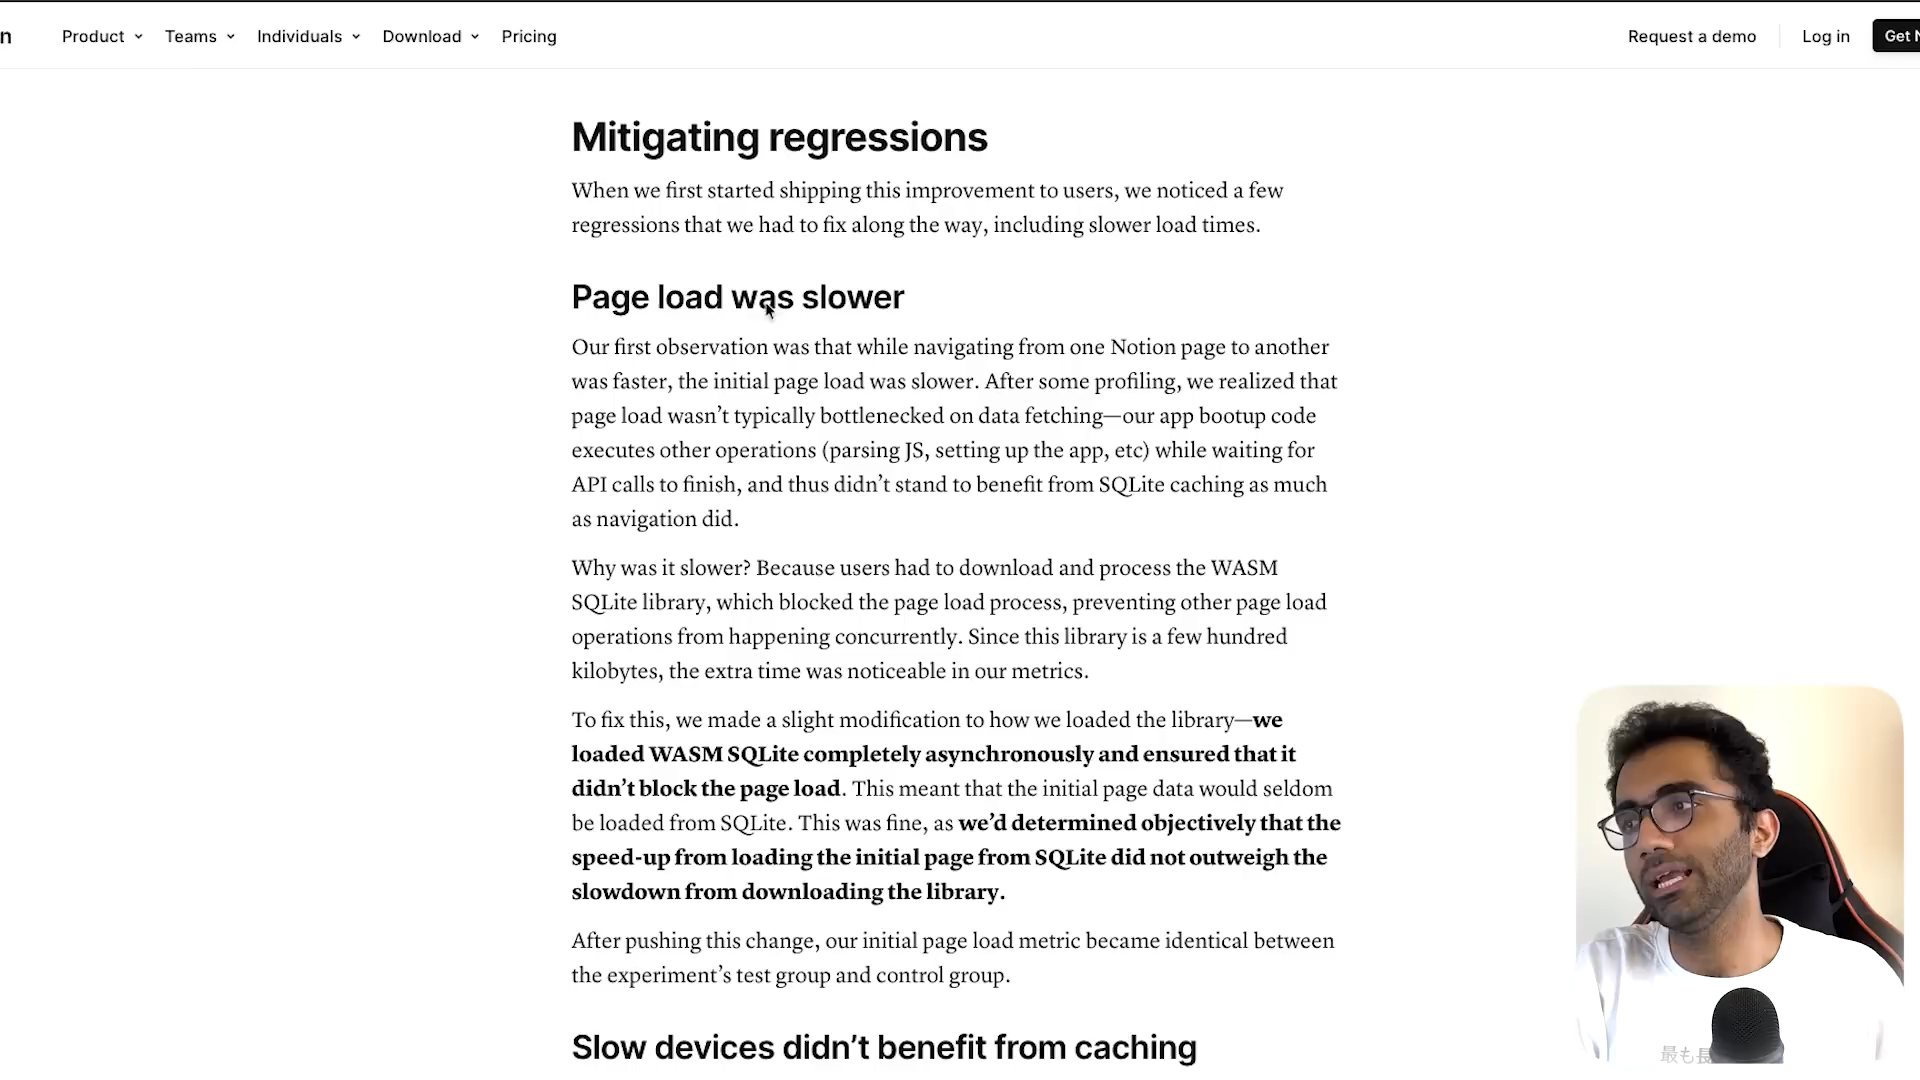 n
Product
Teams
Individuals
Download
Pricing
Request a demo
Log in
Get N
Mitigating regressions
When we first started shipping this improvement to users, we noticed a few
regressions that we had to fix along the way, including slower load times.
Page load was slower
Our first observation was that while navigating from one Notion page to another
was faster, the initial page load was slower. After some profiling, we realized that
page load wasn’t typically bottlenecked on data fetching—our app bootup code
executes other operations (parsing JS, setting up the app, etc) while waiting for
API calls to finish, and thus didn’t stand to benefit from SQLite caching as much
as navigation did.
Why was it slower? Because users had to download and process the WASM
SQLite library, which blocked the page load process, preventing other page load
operations from happening concurrently. Since this library is a few hundred
kilobytes, the extra time was noticeable in our metrics.
To fix this, we made a slight modification to how we loaded the library—we
loaded WASM SQLite completely asynchronously and ensured that it
didn’t block the page load. This meant that the initial page data would seldom
be loaded from SQLite. This was fine, as we’d determined objectively that the
speed-up from loading the initial page from SQLite did not outweigh the
slowdown from downloading the library.
After pushing this change, our initial page load metric became identical between
the experiment’s test group and control group.
Slow devices didn’t benefit from caching
最も長